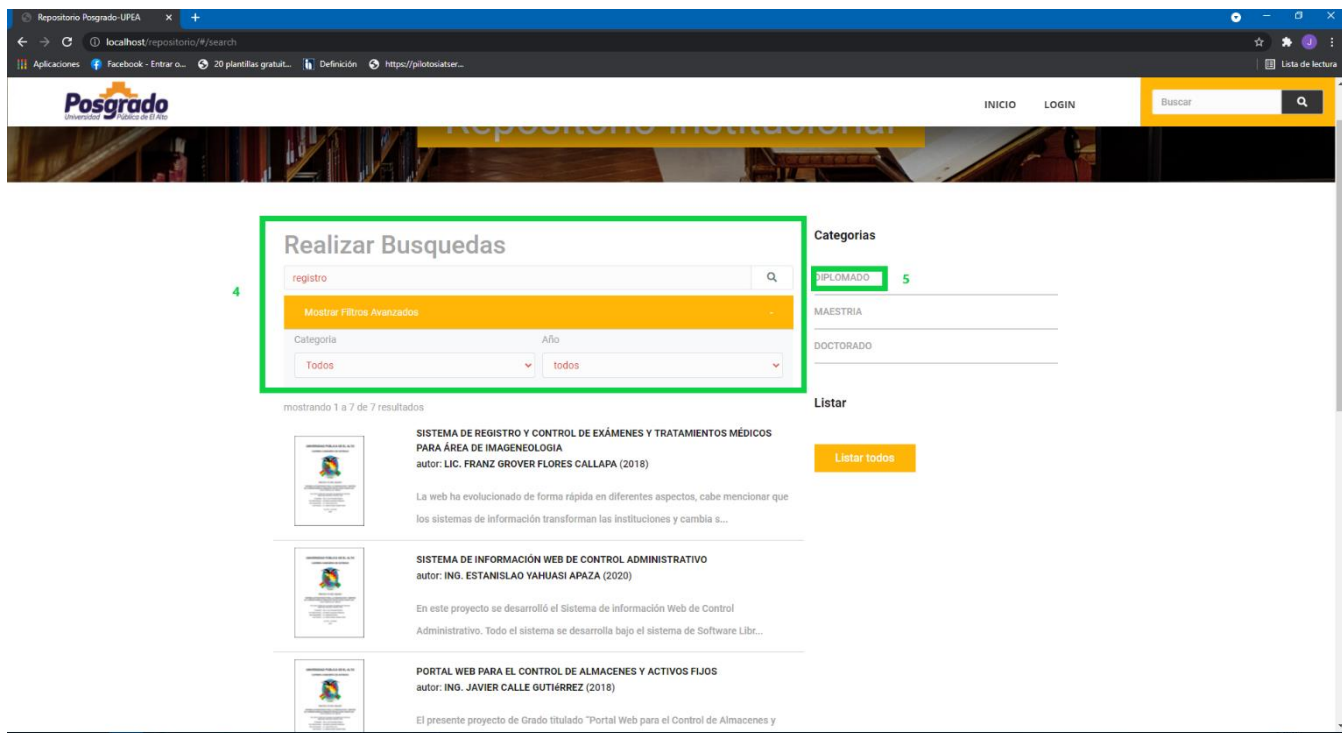 Repositorio Posgrado-UPEA
localhost/repositorio/#/search
Aplicaciones
Facebook - Entrar o...
20 plantillas gratuit...
Definición
https://pilotosiatser...
Lista de lectura
Posgrado
Universidad Pública de El Alto
INICIO
LOGIN
Buscar
Repositorio Institucional
4
Realizar Busquedas
registro
Mostrar Filtros Avanzados
-
Categoría
Año
Todos
todos
mostrando 1 a 7 de 7 resultados
SISTEMA DE REGISTRO Y CONTROL DE EXÁMENES Y TRATAMIENTOS MÉDICOS
PARA ÁREA DE IMAGENEOLOGIA
autor: LIC. FRANZ GROVER FLORES CALLAPA (2018)
La web ha evolucionado de forma rápida en diferentes aspectos, cabe mencionar que
los sistemas de información transforman las instituciones y cambia s...
SISTEMA DE INFORMACIÓN WEB DE CONTROL ADMINISTRATIVO
autor: ING. ESTANISLAO YAHUASI APAZA (2020)
En este proyecto se desarrolló el Sistema de información Web de Control
Administrativo. Todo el sistema se desarrolla bajo el sistema de Software Libr...
PORTAL WEB PARA EL CONTROL DE ALMACENES Y ACTIVOS FIJOS
autor: ING. JAVIER CALLE GUTIéRREZ (2018)
El presente proyecto de Grado titulado "Portal Web para el Control de Almacenes y
Categorias
DIPLOMADO
5
MAESTRIA
DOCTORADO
Listar
Listar todos